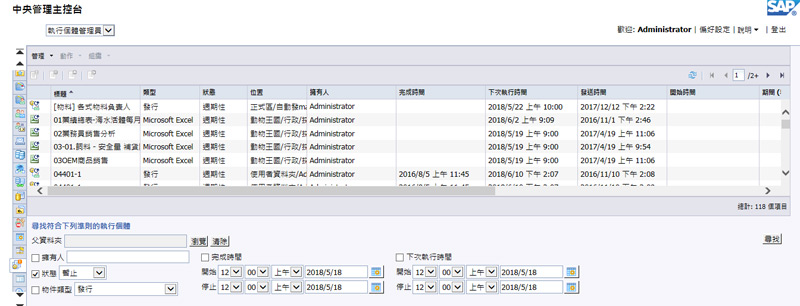 中央管理主控台
SAP
執行個體管理員
歡迎: Administrator | 偏好設定 | 說明 | 登出
管理 動作 組織
1 /2+
標題 類型 狀態 位置 擁有人 完成時間 下次執行時間 發送時間 開始時間 期間 (
[物料] 各式物料負責人 發行 週期性 正式區/自動發ma Administrator 2018/5/22 上午 10:00 2017/12/12 下午 2:22
Microsoft Excel 週期性 動物王國/行政/ Administrator 2018/6/2 上午 9:09 2016/11/1 下午 2:46
02業務員銷售分析 Microsoft Excel 週期性 動物王國/行政/ Administrator 2018/5/19 上午 9:00 2017/4/19 上午 11:06
03-01.飼料 - 安全量 補貨 Microsoft Excel 週期性 動物王國/行政/ Administrator 2018/5/19 上午 9:00 2017/4/19 上午 9:54
03OEM商品銷售 Microsoft Excel 週期性 動物王國/行政/ Administrator 2018/5/19 上午 9:00 2017/4/19 上午 11:06
04401-1 發行 週期性 使用者資料夾/Ad Administrator 2016/8/5 上午 11:45 2018/6/10 下午 2:07 2016/11/10 下午 2:08
總計: 118 個項目
尋找符合下列準則的執行個體
父資料夾 瀏覽 清除 尋找
擁有人 完成時間 下次執行時間
狀態 暫止 開始 12 00 上午 2018/5/18 開始 12 00 上午 2018/5/18
物件類型 發行 停止 12 00 上午 2018/5/18 停止 12 00 上午 2018/5/18